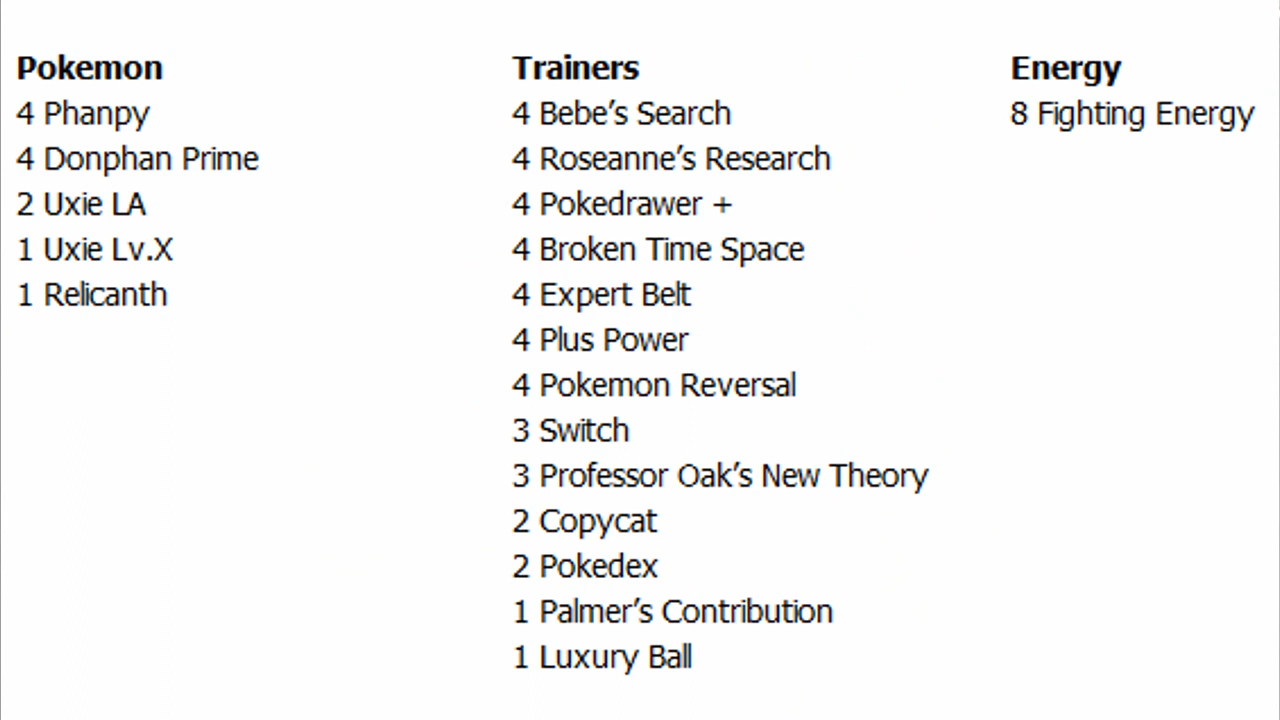 Pokemon
4 Phanpy
4 Donphan Prime
2 Uxie LA
1 Uxie Lv.X
1 Relicanth
Trainers
4 Bebe’s Search
4 Roseanne’s Research
4 Pokedrawer +
4 Broken Time Space
4 Expert Belt
4 Plus Power
4 Pokemon Reversal
3 Switch
3 Professor Oak’s New Theory
2 Copycat
2 Pokedex
1 Palmer’s Contribution
1 Luxury Ball
Energy
8 Fighting Energy